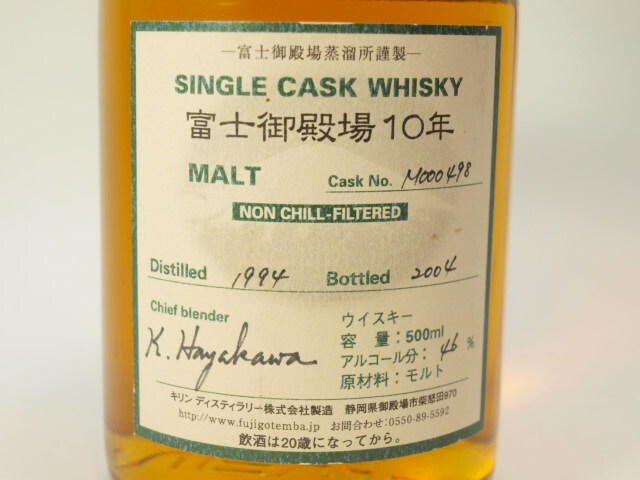 —富士御殿場蒸溜所謹製—
SINGLE CASK WHISKY
富士御殿場10年
MALT
Cask No. M000498
NON CHILL-FILTERED
Distilled 1994 Bottled 2004
Chief blender
K. Hayakawa
ウイスキー
容 量：500ml
アルコール分：46 %
原材料：モルト
キリン ディスティラリー株式会社製造 静岡県御殿場市柴怒田970
http://www.fujigotemba.jp お問合わせ：0550-89-5592
飲酒は20歳になってから。